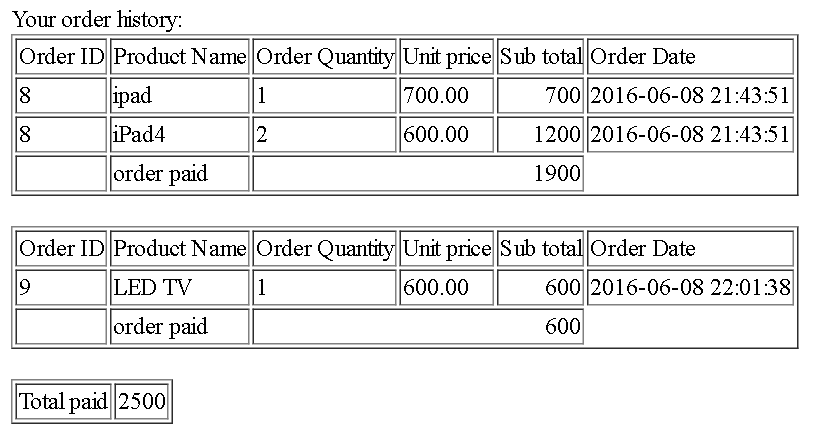 Your order history:
Order ID Product Name Order Quantity Unit price Sub total Order Date
8 ipad 1 700.00 700 2016-06-08 21:43:51
8 iPad4 2 600.00 1200 2016-06-08 21:43:51
order paid 1900
Order ID Product Name Order Quantity Unit price Sub total Order Date
9 LED TV 1 600.00 600 2016-06-08 22:01:38
order paid 600
Total paid 2500